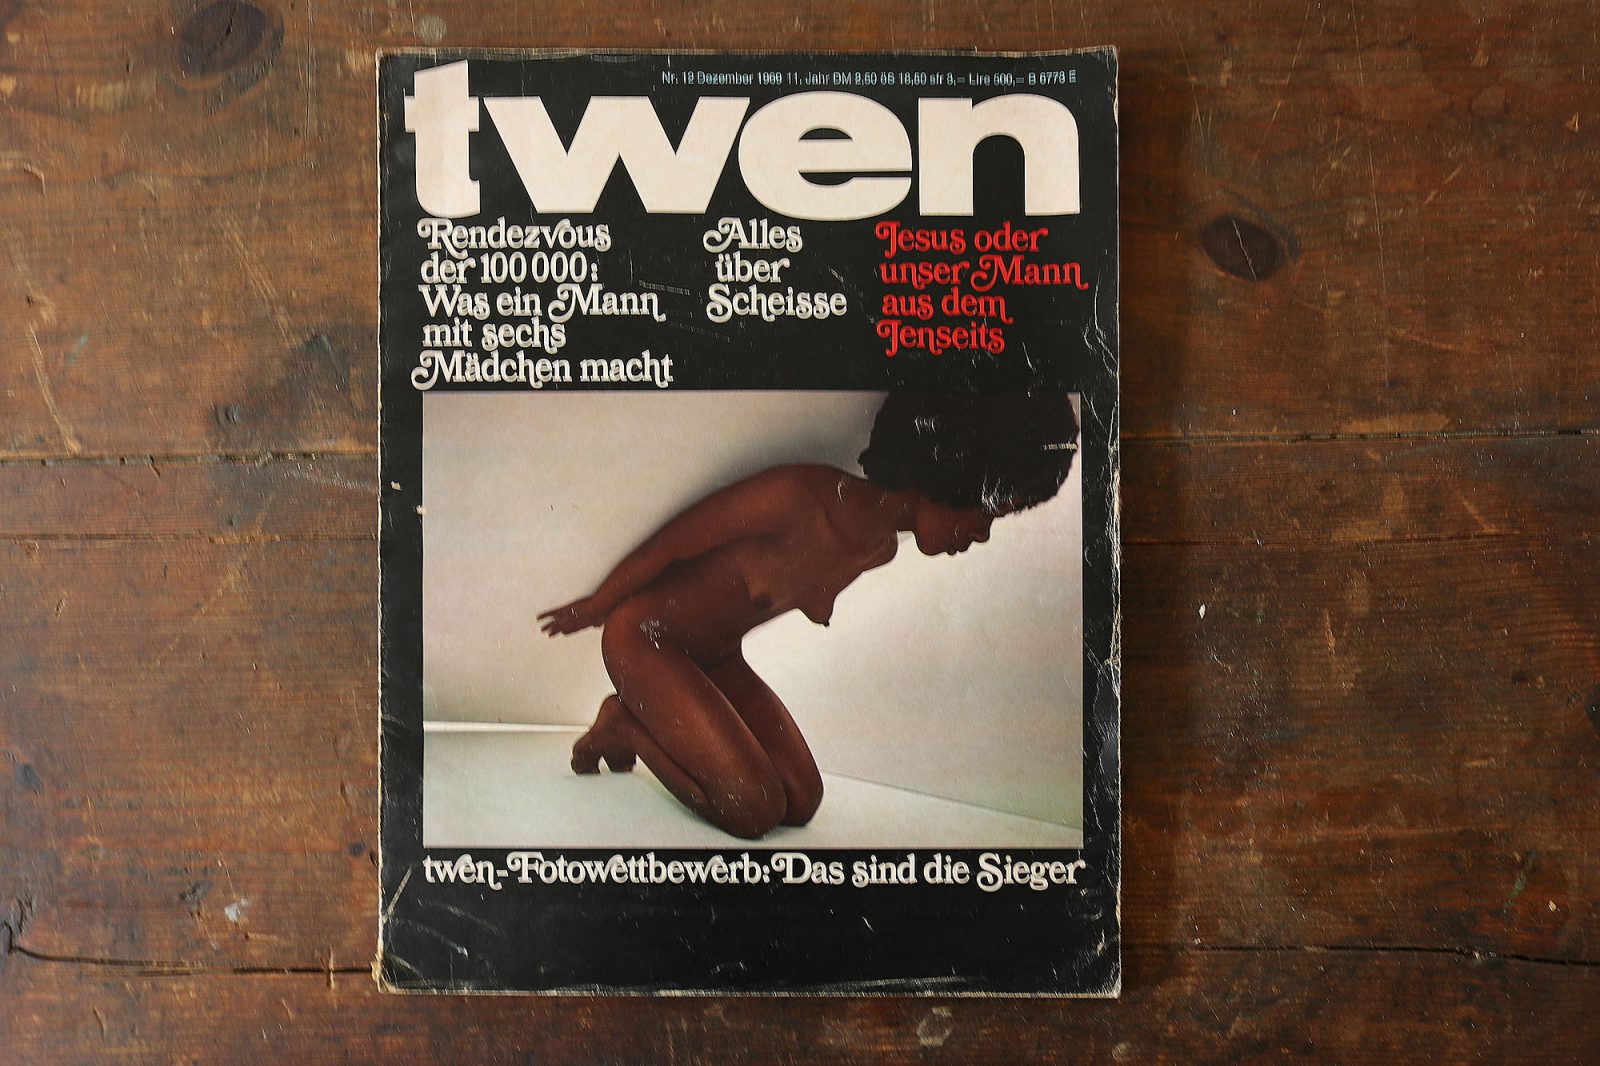 Nr. 12 Dezember 1969 11. Jahr DM 2,50 öS 18,50 sfr 3,– Lire 500,– B 6778 E
twen
Rendezvous
der 100 000:
Was ein Mann
mit sechs
Mädchen macht
Alles
über
Scheisse
Jesus oder
unser Mann
aus dem
Jenseits
twen-Fotowettbewerb: Das sind die Sieger